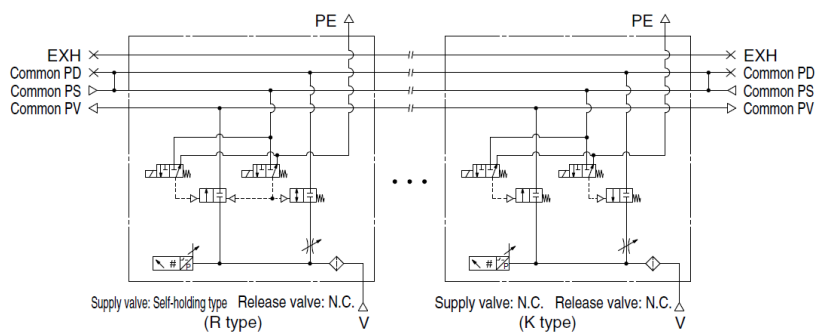 PE
PE
EXH
EXH
Common PD
Common PD
Common PS
Common PS
Common PV
Common PV
# P
# P
Supply valve: Self-holding type Release valve: N.C.
(R type)
V
Supply valve: N.C. Release valve: N.C.
(K type)
V